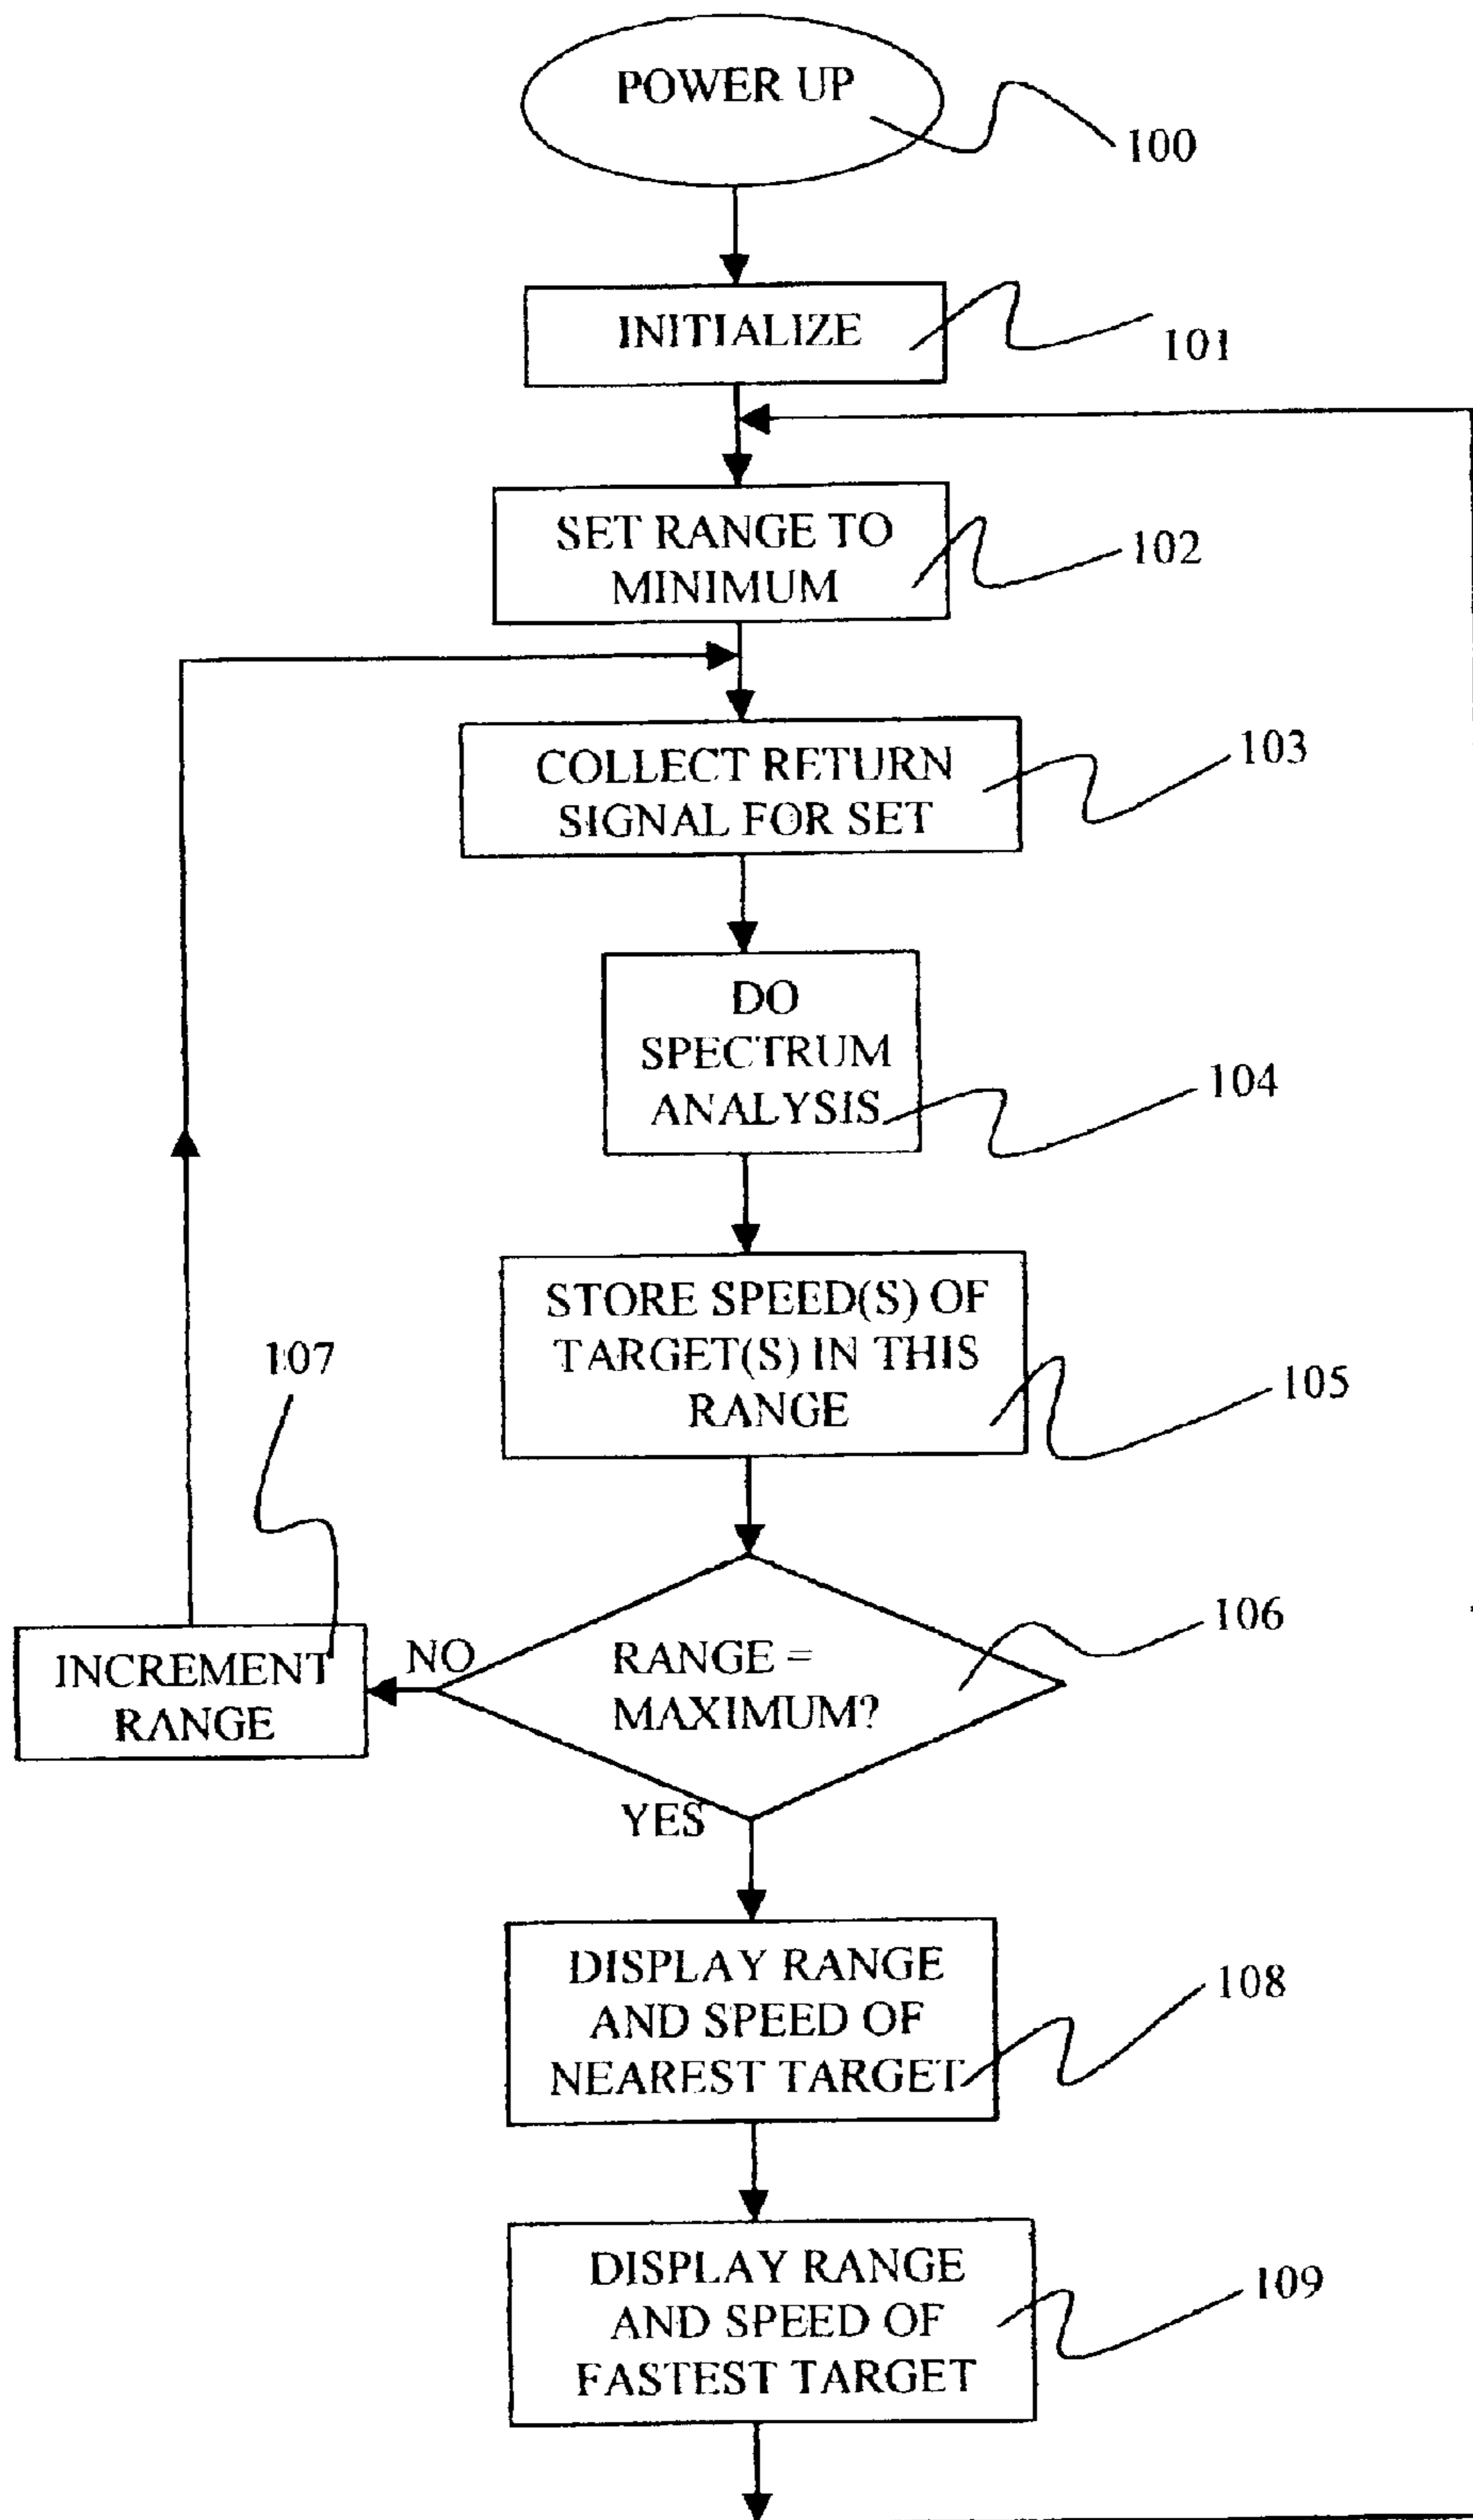 POWER UP
100
INITIALIZE
101
SET RANGE TO
MINIMUM
102
COLLECT RETURN
SIGNAL FOR SET
103
DO
SPECTRUM
ANALYSIS
104
STORE SPEED(S) OF
TARGET(S) IN THIS
RANGE
105
107
INCREMENT
RANGE
NO
RANGE =
MAXIMUM?
106
YES
DISPLAY RANGE
AND SPEED OF
NEAREST TARGET
108
DISPLAY RANGE
AND SPEED OF
FASTEST TARGET
109